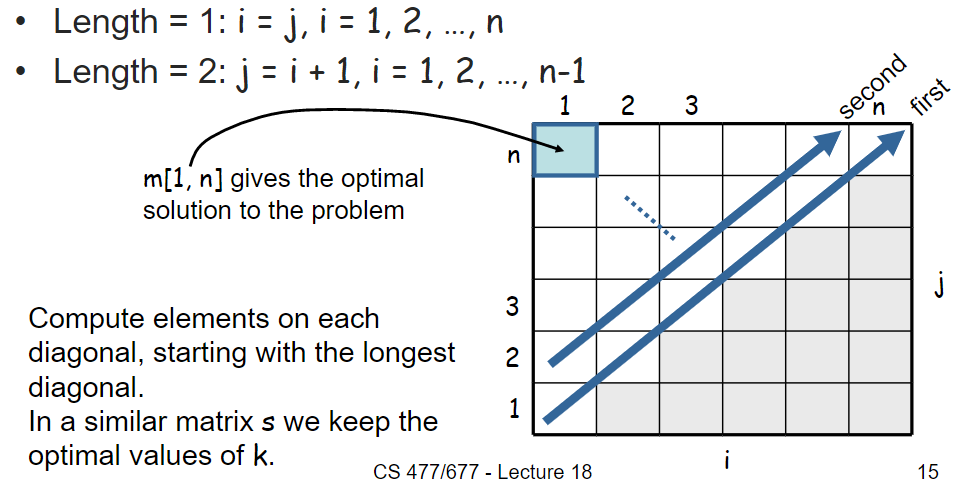 • Length = 1: i = j, i = 1, 2, …, n
• Length = 2: j = i + 1, i = 1, 2, …, n-1
second
first
1 2 3 n
n
m[1, n] gives the optimal
solution to the problem
j
3
Compute elements on each
diagonal, starting with the longest
2
diagonal.
1
In a similar matrix s we keep the
optimal values of k.
i
CS 477/677 - Lecture 18
15